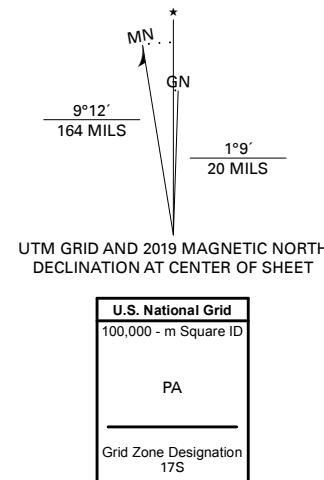 ★
MN
GN
9°12´
164 MILS
1°9´
20 MILS
UTM GRID AND 2019 MAGNETIC NORTH
DECLINATION AT CENTER OF SHEET
U.S. National Grid
100,000 - m Square ID
PA
Grid Zone Designation
17S